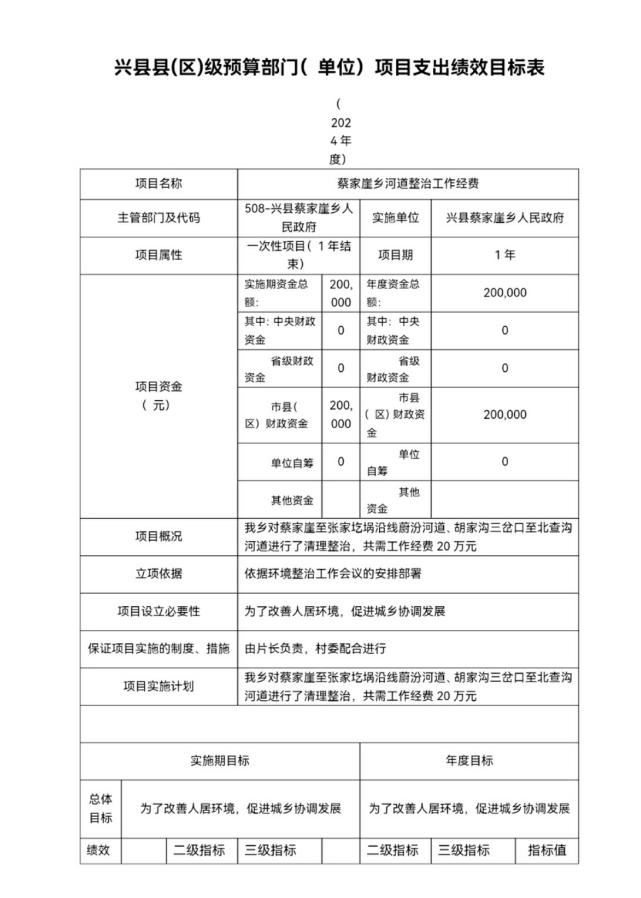 兴县县(区)级预算部门( 单位) 项目支出绩效目标表
(
202
4年
度)
项目名称 蔡家崖乡河道整治工作经费
主管部门及代码 508-兴县蔡家崖乡人民政府 实施单位 兴县蔡家崖乡人民政府
项目属性 一次性项目( 1年结束) 项目期 1年
项目资金
( 元)
实施期资金总额: 200,000 年度资金总额: 200,000
其中:中央财政资金 0 其中: 中央财政资金 0
省级财政资金 0 省级财政资金 0
市县(区) 财政资金 200,000 市县( 区) 财政资金 200,000
单位自筹 0 单位自筹 0
其他资金 其他资金
项目概况 我乡对蔡家崖至张家圪埚沿线蔚汾河道、胡家沟三岔口至北查沟
河道进行了清理整治，共需工作经费20万元
立项依据 依据环境整治工作会议的安排部署
项目设立必要性 为了改善人居环境，促进城乡协调发展
保证项目实施的制度、措施 由片长负责，村委配合进行
项目实施计划 我乡对蔡家崖至张家圪埚沿线蔚汾河道、胡家沟三岔口至北查沟
河道进行了清理整治，共需工作经费20万元
实施期目标 年度目标
总体
目标 为了改善人居环境，促进城乡协调发展 为了改善人居环境，促进城乡协调发展
绩效 二级指标 三级指标 二级指标 三级指标 指标值